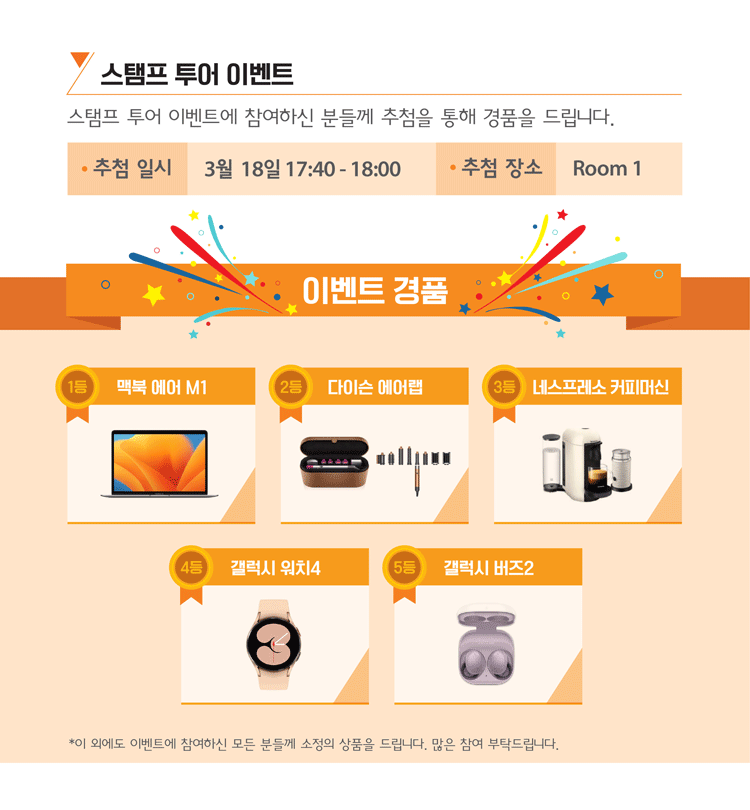 스탬프 투어 이벤트
스탬프 투어 이벤트에 참여하신 분들께 추첨을 통해 경품을 드립니다.
• 추첨 일시 3월 18일 17:40 - 18:00 • 추첨 장소 Room 1
이벤트 경품
1등 맥북 에어 M1
2등 다이슨 에어랩
3등 네스프레소 커피머신
4등 갤럭시 워치4
5등 갤럭시 버즈2
*이 외에도 이벤트에 참여하신 모든 분들께 소정의 상품을 드립니다. 많은 참여 부탁드립니다.